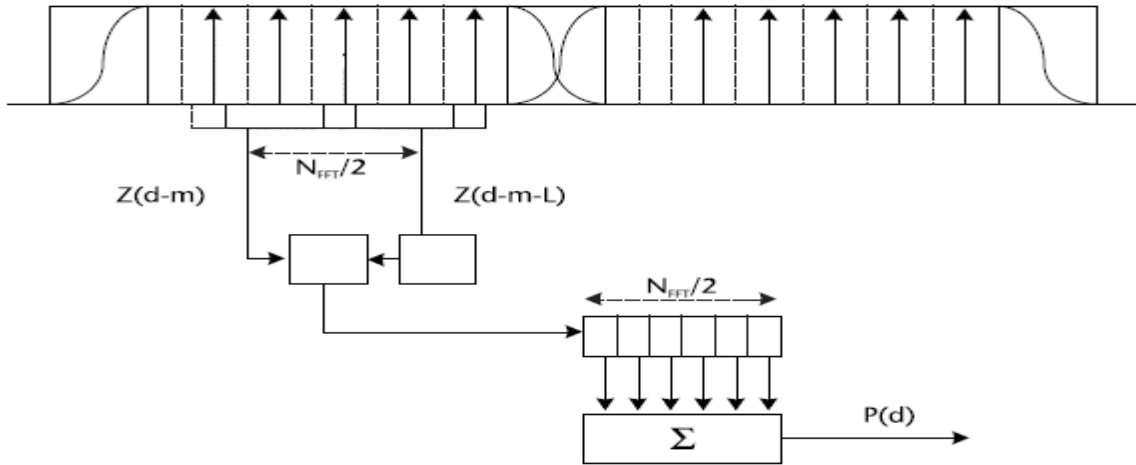 N_FFT/2
Z(d-m)
Z(d-m-L)
N_FFT/2
Σ
P(d)